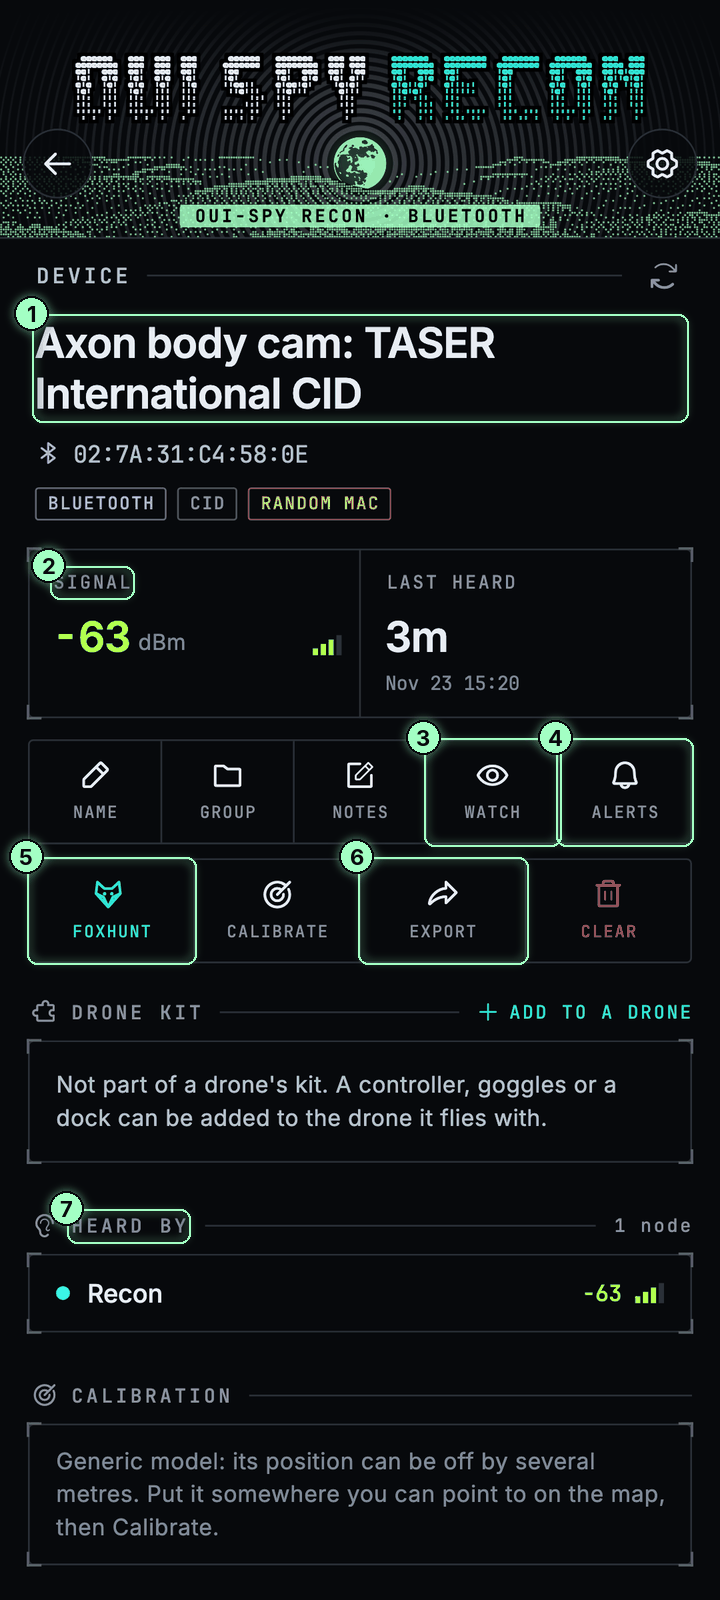 OUI SPY RECON
OUI-SPY RECON · BLUETOOTH
DEVICE
1
Axon body cam: TASER
International CID
02:7A:31:C4:58:0E
BLUETOOTH CID RANDOM MAC
2
SIGNAL
-63 dBm
LAST HEARD
3m
Nov 23 15:20
3
4
NAME GROUP NOTES WATCH ALERTS
5
6
FOXHUNT CALIBRATE EXPORT CLEAR
DRONE KIT + ADD TO A DRONE
Not part of a drone's kit. A controller, goggles or a
dock can be added to the drone it flies with.
7
HEARD BY 1 node
Recon -63
CALIBRATION
Generic model: its position can be off by several
metres. Put it somewhere you can point to on the map,
then Calibrate.